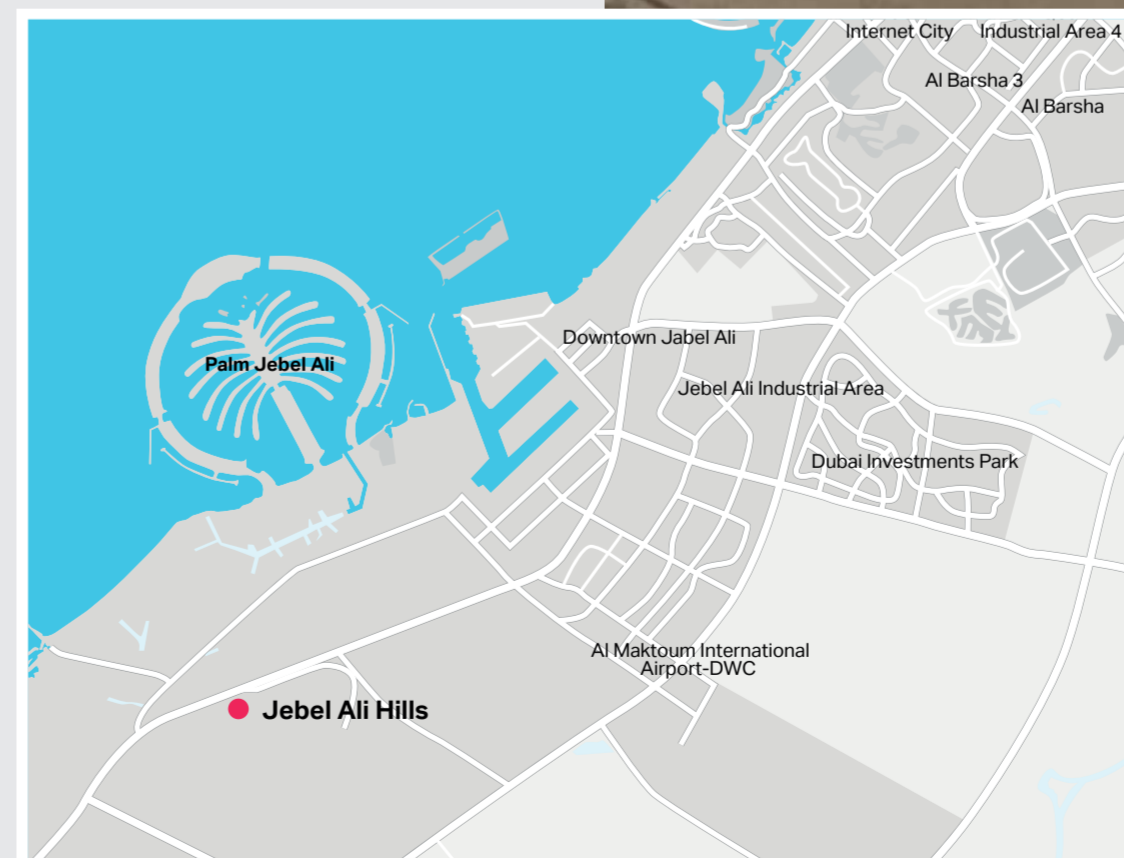 Internet City
Industrial Area 4
Al Barsha 3
Al Barsha
Downtown Jabel Ali
Palm Jebel Ali
Jebel Ali Industrial Area
Dubai Investments Park
Al Maktoum International
Airport-DWC
Jebel Ali Hills